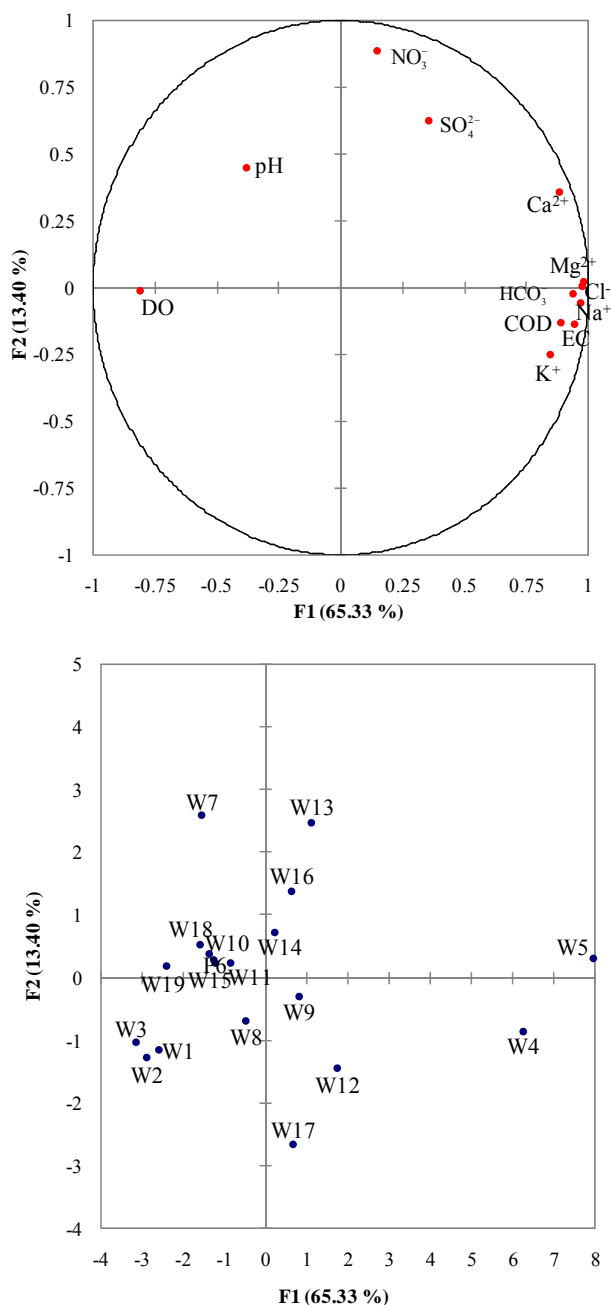 1
0.75
0.5
0.25
0
-0.25
-0.5
-0.75
-1
F2 (13.40 %)
NO₃⁻
SO₄²⁻
pH
Ca²⁺
Mg²⁺
HCO₃⁻ Cl⁻
DO
Na⁺
COD
EC
K⁺
-1 -0.75 -0.5 -0.25 0 0.25 0.5 0.75 1
F1 (65.33 %)
5
4
3
2
1
0
-1
-2
-3
-4
F2 (13.40 %)
W7 W13
W16
W18 W10 W14
W5
W19 W15 W11
W3 W1 W8 W9 W4
W2 W12
W17
-4 -3 -2 -1 0 1 2 3 4 5 6 7 8
F1 (65.33 %)